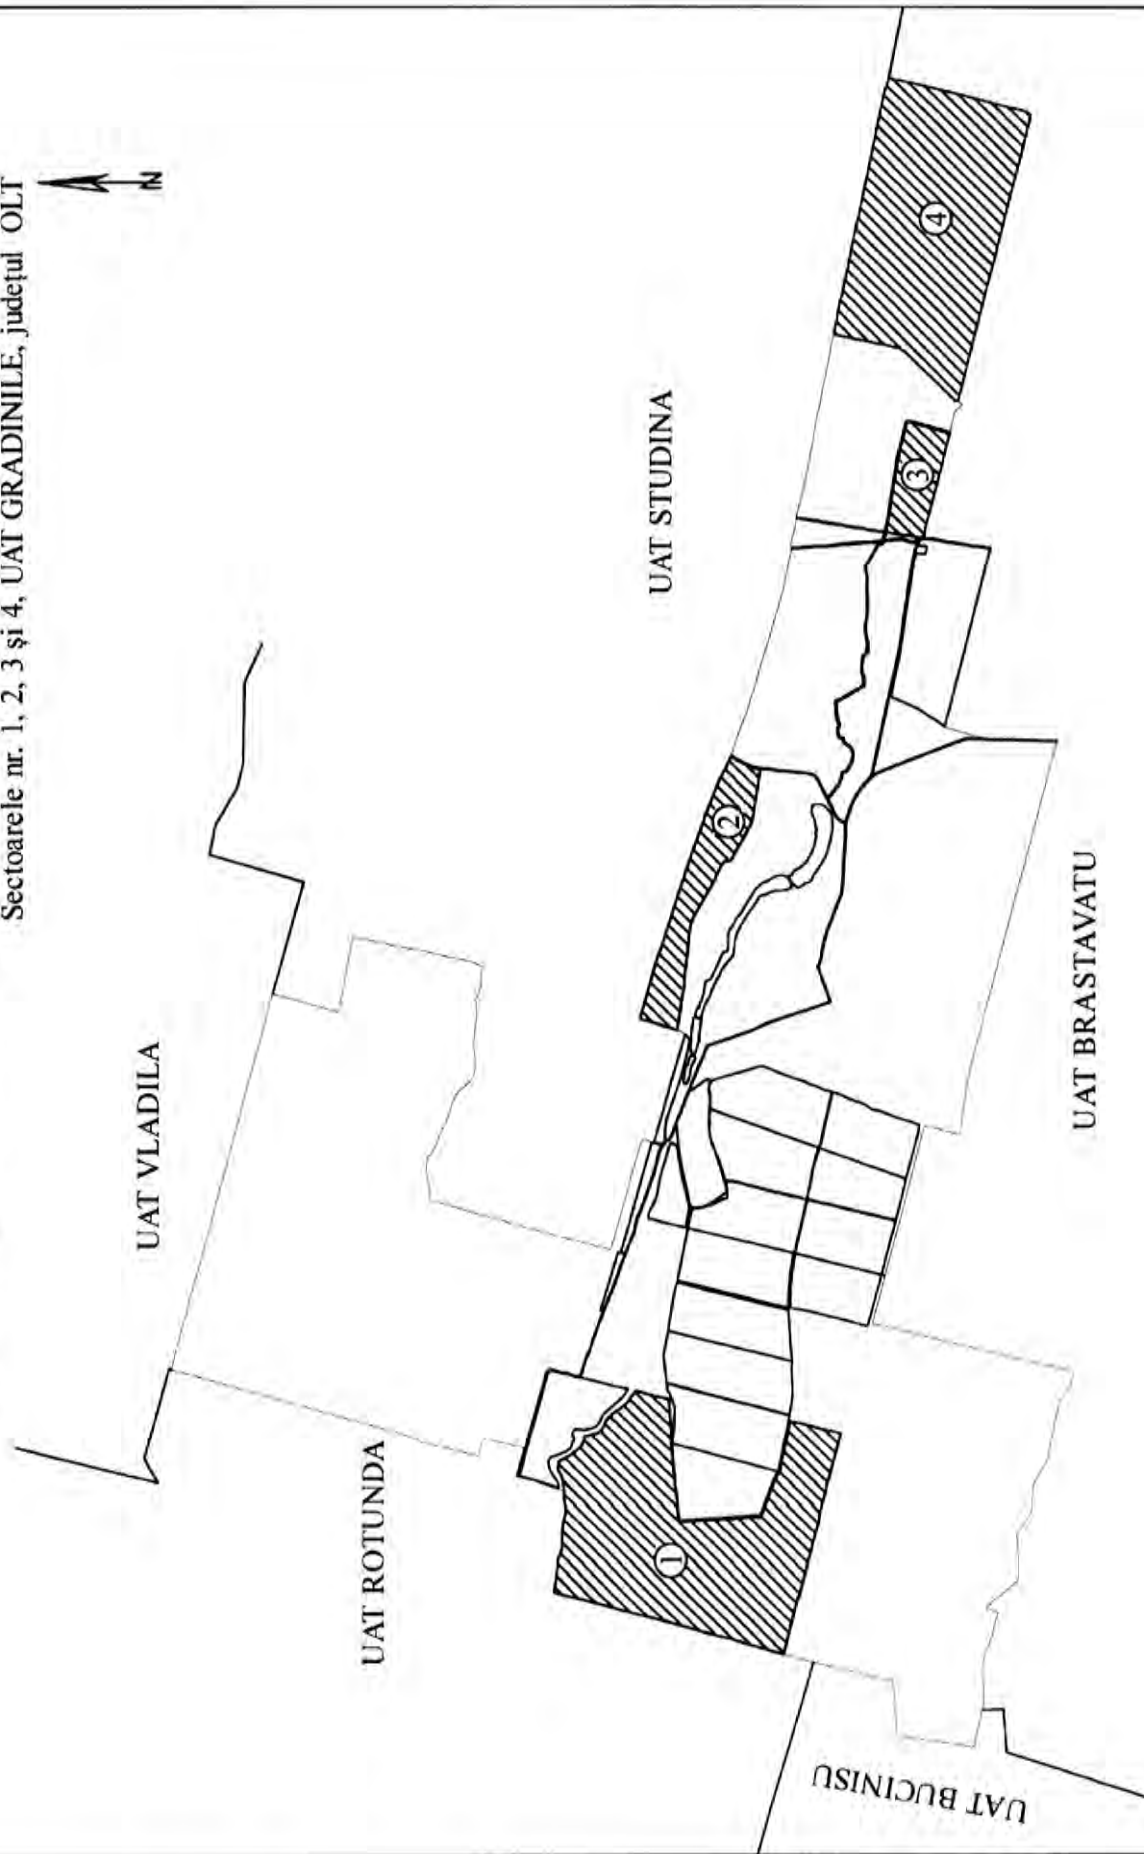 Sectoarele nr. 1, 2, 3 și 4, UAT GRADINILE, județul OLT
N
UAT VLADILA
UAT ROTUNDA
UAT STUDINA
1
2
3
4
UAT BUCINISU
UAT BRASTAVATU